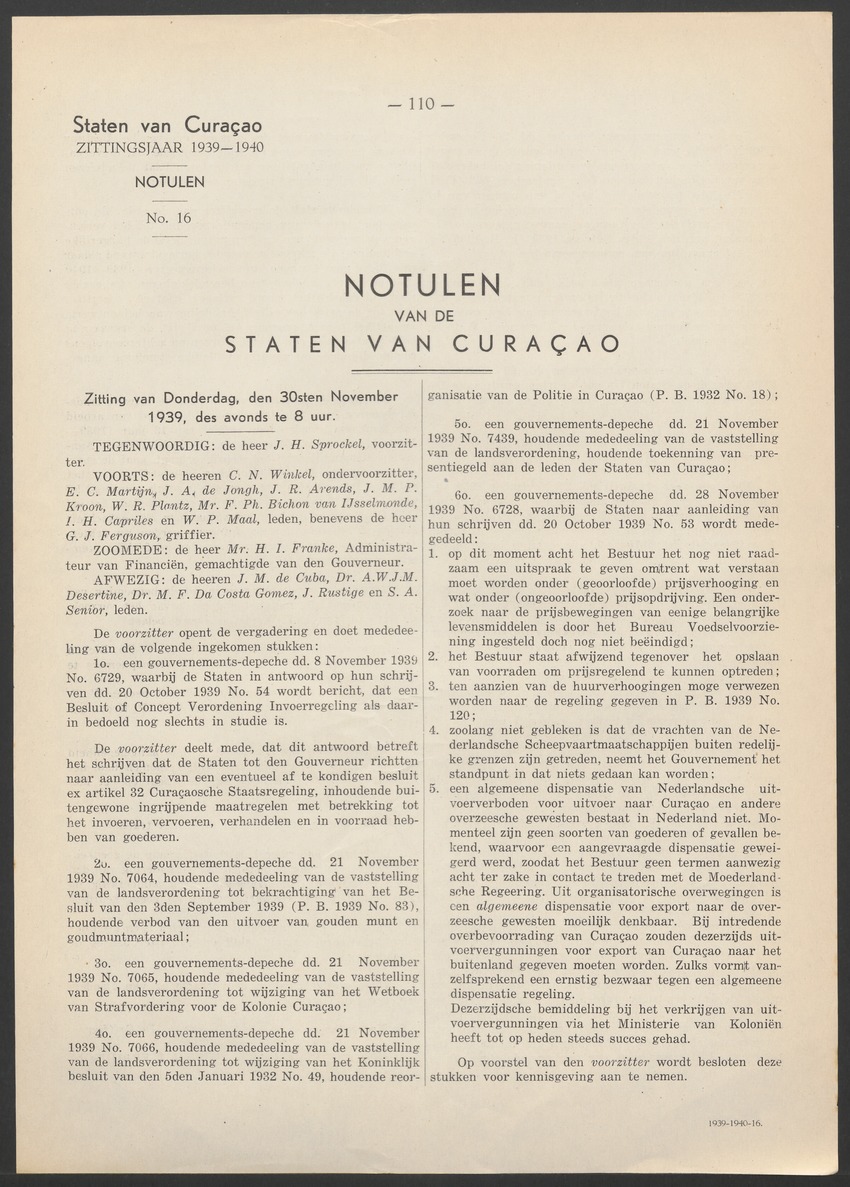 — 110 —
Staten van Curaçao
ZITTINGSJAAR 1939—1940
NOTULEN
No. 16
NOTULEN
VAN DE
STATEN VAN CURAÇAO
Zitting van Donderdag, den 30sten November
1939, des avonds te 8 uur.
TEGENWOORDIG: de heer J. H. Sprockel, voorzit-
ter.
VOORTS: de heeren C. N. Winkel, ondervoorzitter,
E. C. Martijn, J. A. de Jongh, J. R. Arends, J. M. P.
Kroon, W. R. Plantz, Mr. F. Ph. Bichon van IJsselmonde,
I. H. Capriles en W. P. Maal, leden, benevens de heer
G. J. Ferguson, griffier.
ZOOMEDE: de heer Mr. H. I. Franke, Administra-
teur van Financiën, gemachtigde van den Gouverneur.
AFWEZIG: de heeren J. M. de Cuba, Dr. A.W.J.M.
Desertine, Dr. M. F. Da Costa Gomez, J. Rustige en S. A.
Senior, leden.
De voorzitter opent de vergadering en doet mededee-
ling van de volgende ingekomen stukken:
1o. een gouvernements-depeche dd. 8 November 1939
No. 6729, waarbij de Staten in antwoord op hun schrij-
ven dd. 20 October 1939 No. 54 wordt bericht, dat een
Besluit of Concept Verordening Invoerregeling als daar-
in bedoeld nog slechts in studie is.
De voorzitter deelt mede, dat dit antwoord betreft
het schrijven dat de Staten tot den Gouverneur richtten
naar aanleiding van een eventueel af te kondigen besluit
ex artikel 32 Curaçaosche Staatsregeling, inhoudende bui-
tengewone ingrijpende maatregelen met betrekking tot
het invoeren, vervoeren, verhandelen en in voorraad heb-
ben van goederen.
2o. een gouvernements-depeche dd. 21 November
1939 No. 7064, houdende mededeeling van de vaststelling
van de landsverordening tot bekrachtiging van het Be-
sluit van den 3den September 1939 (P. B. 1939 No. 83),
houdende verbod van den uitvoer van gouden munt en
goudmuntmateriaal;
3o. een gouvernements-depeche dd. 21 November
1939 No. 7065, houdende mededeeling van de vaststelling
van de landsverordening tot wijziging van het Wetboek
van Strafvordering voor de Kolonie Curaçao;
4o. een gouvernements-depeche dd. 21 November
1939 No. 7066, houdende mededeeling van de vaststelling
van de landsverordening tot wijziging van het Koninklijk
besluit van den 5den Januari 1932 No. 49, houdende reor-
ganisatie van de Politie in Curaçao (P. B. 1932 No. 18);
5o. een gouvernements-depeche dd. 21 November
1939 No. 7439, houdende mededeeling van de vaststelling
van de landsverordening, houdende toekenning van pre-
sentiegeld aan de leden der Staten van Curaçao;
6o. een gouvernements-depeche dd. 28 November
1939 No. 6728, waarbij de Staten naar aanleiding van
hun schrijven dd. 20 October 1939 No. 53 wordt mede-
gedeeld:
1. op dit moment acht het Bestuur het nog niet raad-
zaam een uitspraak te geven omtrent wat verstaan
moet worden onder (geoorloofde) prijsverhooging en
wat onder (ongeoorloofde) prijsopdrijving. Een onder-
zoek naar de prijsbewegingen van eenige belangrijke
levensmiddelen is door het Bureau Voedselvoorzie-
ning ingesteld doch nog niet beëindigd;
2. het Bestuur staat afwijzend tegenover het opslaan
van voorraden om prijsregelend te kunnen optreden;
3. ten aanzien van de huurverhoogingen moge verwezen
worden naar de regeling gegeven in P. B. 1939 No.
120;
4. zoolang niet gebleken is dat de vrachten van de Ne-
derlandsche Scheepvaartmaatschappijen buiten redelij-
ke grenzen zijn getreden, neemt het Gouvernement het
standpunt in dat niets gedaan kan worden;
5. een algemeene dispensatie van Nederlandsche uit-
voerverboden voor uitvoer naar Curaçao en andere
overzeesche gewesten bestaat in Nederland niet. Mo-
menteel zijn geen soorten van goederen of gevallen be-
kend, waarvoor een aangevraagde dispensatie gewei-
gerd werd, zoodat het Bestuur geen termen aanwezig
acht ter zake in contact te treden met de Moederland-
sche Regeering. Uit organisatorische overwegingen is
een algemeene dispensatie voor export naar de over-
zeesche gewesten moeilijk denkbaar. Bij intredende
overbevoorrading van Curaçao zouden dezerzijds uit-
voervergunningen voor export van Curaçao naar het
buitenland gegeven moeten worden. Zulks vormt van-
zelfsprekend een ernstig bezwaar tegen een algemeene
dispensatie regeling.
Dezerzijdsche bemiddeling bij het verkrijgen van uit-
voervergunningen via het Ministerie van Koloniën
heeft tot op heden steeds succes gehad.
Op voorstel van den voorzitter wordt besloten deze
stukken voor kennisgeving aan te nemen.
1939-1940-16.